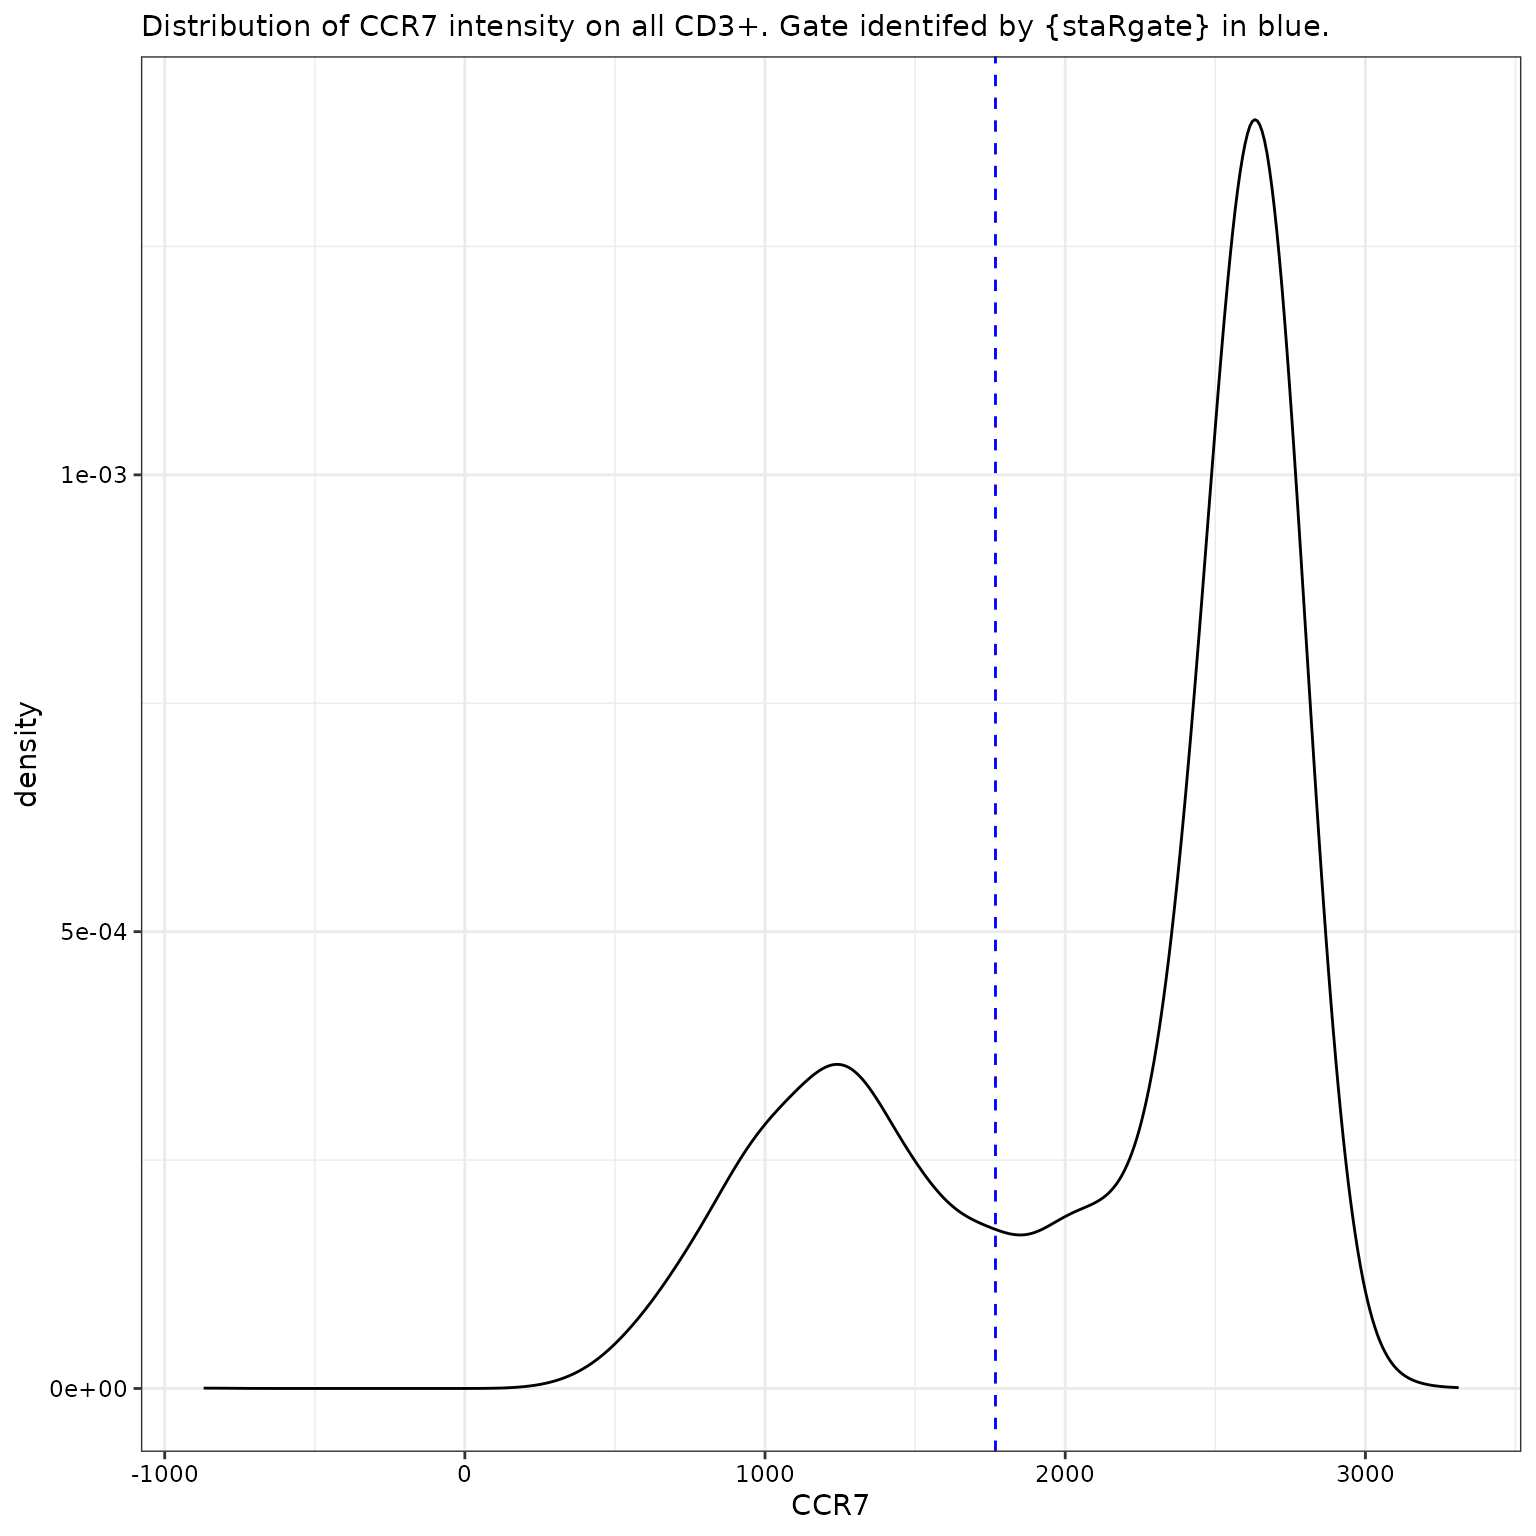 Distribution of CCR7 intensity on all CD3+. Gate identifed by {staRgate} in blue.
density
1e-03
5e-04
0e+00
-1000 0 1000 2000 3000
CCR7